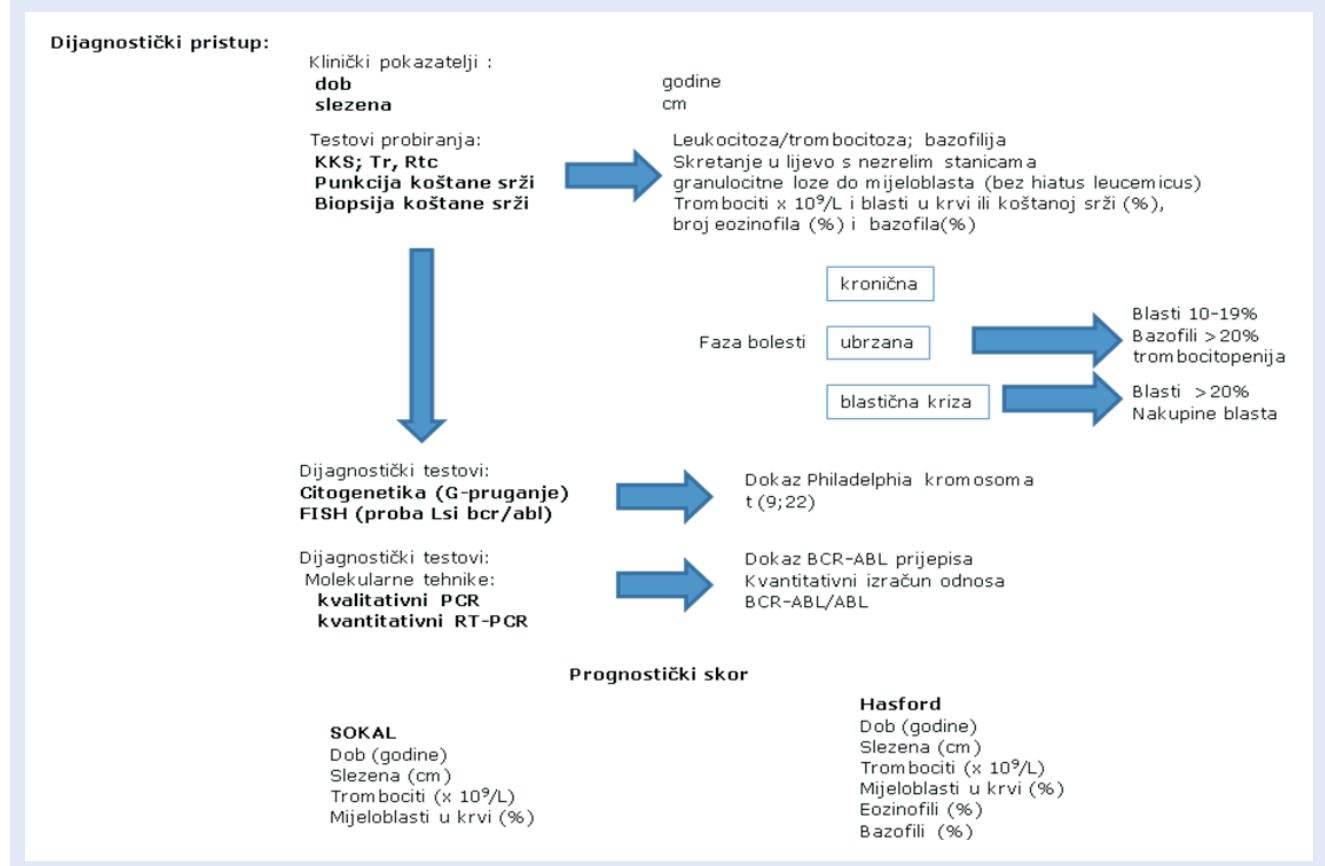 Dijagnostički pristup:
Klinički pokazatelji :
dob godine
slezena cm
Testovi probiranja:
KKS; Tr, Rtc
Punkcija koštane srži
Biopsija koštane srži
Leukocitoza/trombocitoza; bazofilija
Skretanje u lijevo s nezrelim stanicama
granulocitne loze do mijeloblasta (bez hiatus leucemicus)
Trombociti x 10⁹/L i blasti u krvi ili koštanoj srži (%),
broj eozinofila (%) i bazofila(%)
Faza bolesti
kronična
ubrzana
Blasti 10-19%
Bazofili >20%
trombocitopenija
blastična kriza
Blasti >20%
Nakupine blasta
Dijagnostički testovi:
Citogenetika (G-pruganje)
FISH (proba Lsi bcr/abl)
Dokaz Philadelphia kromosoma
t (9;22)
Dijagnostički testovi:
Molekularne tehnike:
kvalitativni PCR
kvantitativni RT-PCR
Dokaz BCR-ABL prijepisa
Kvantitativni izračun odnosa
BCR-ABL/ABL
Prognostički skor
SOKAL
Dob (godine)
Slezena (cm)
Trombociti (x 10⁹/L)
Mijeloblasti u krvi (%)
Hasford
Dob (godine)
Slezena (cm)
Trombociti (x 10⁹/L)
Mijeloblasti u krvi (%)
Eozinofili (%)
Bazofili (%)